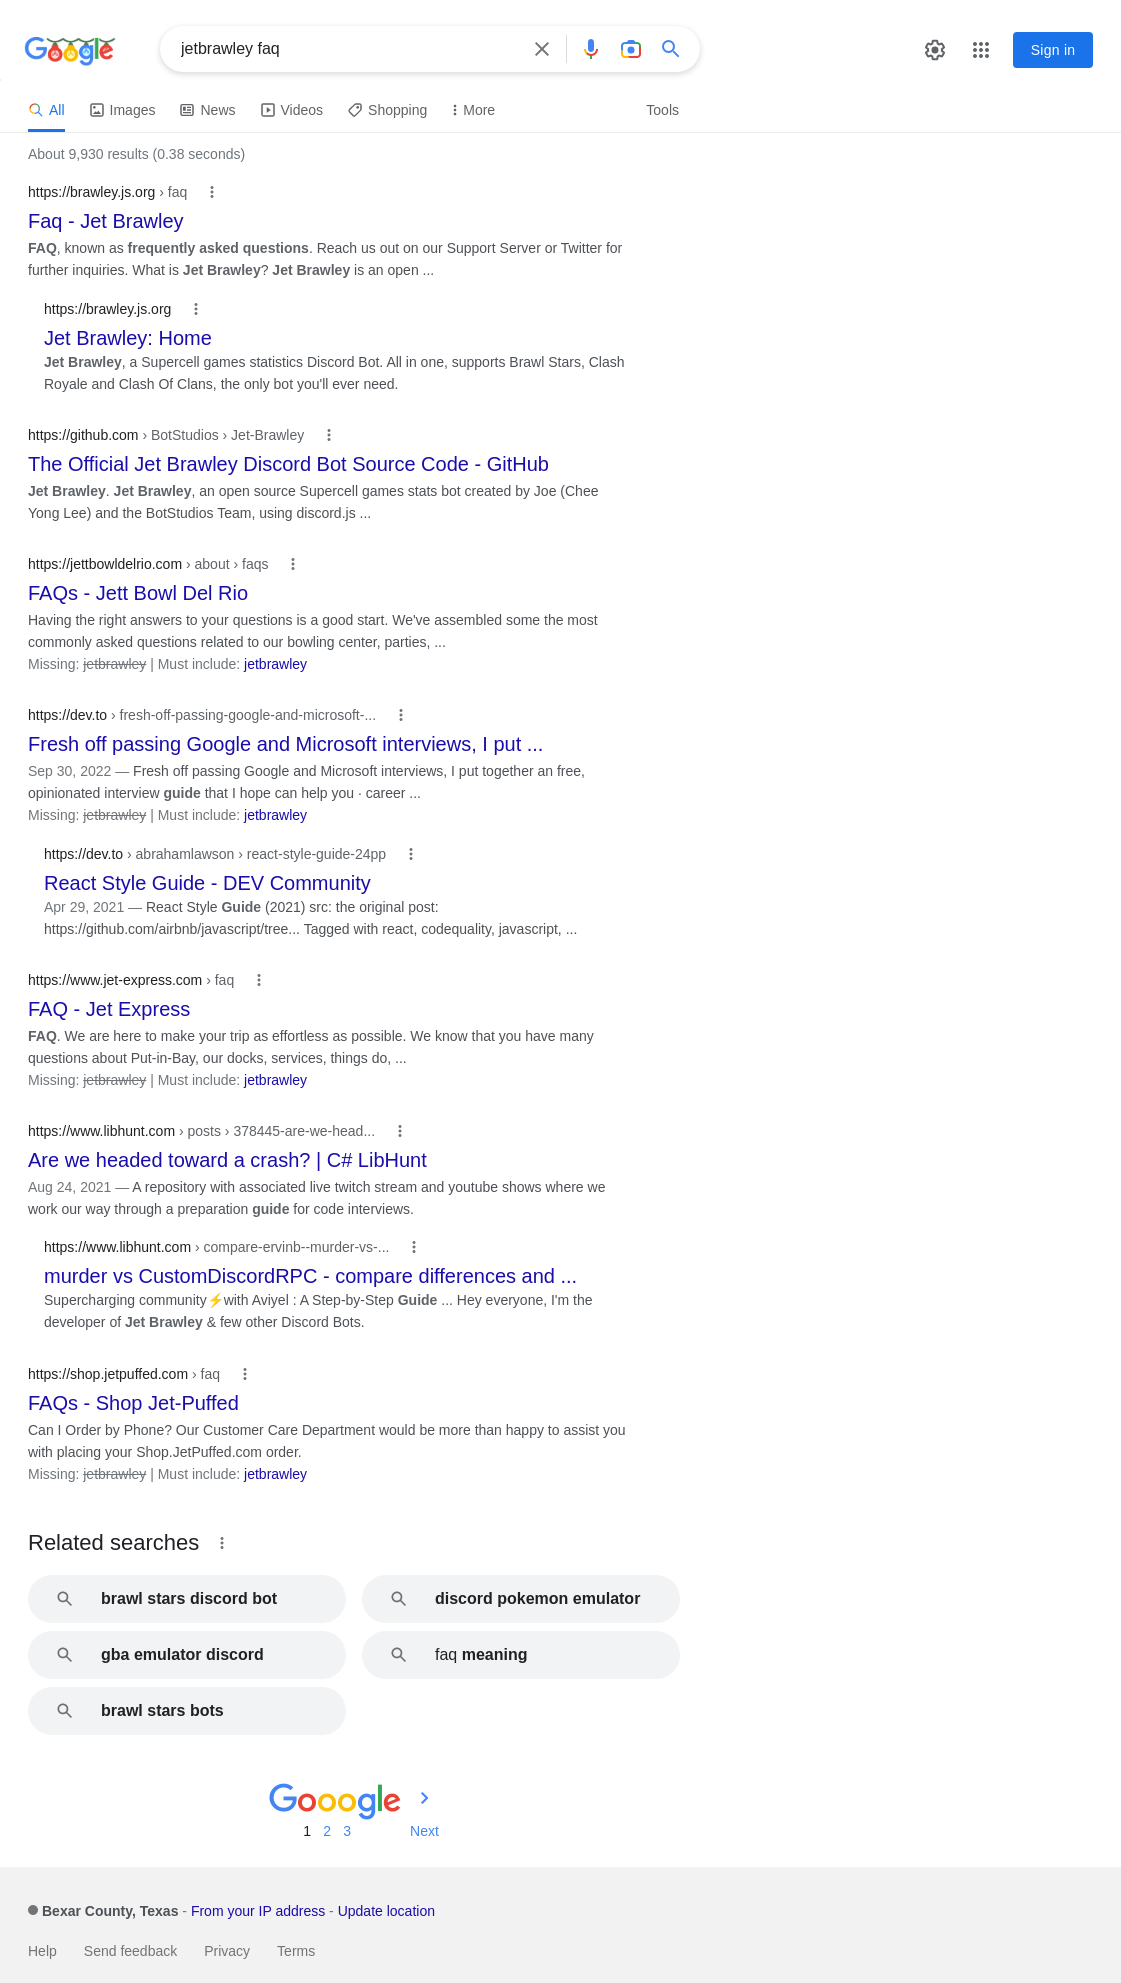 Google
jetbrawley faq
Sign in
All
Images
News
Videos
Shopping
More
Tools
About 9,930 results (0.38 seconds)
https://brawley.js.org › faq
Faq - Jet Brawley
FAQ, known as frequently asked questions. Reach us out on our Support Server or Twitter for
further inquiries. What is Jet Brawley? Jet Brawley is an open ...
https://brawley.js.org
Jet Brawley: Home
Jet Brawley, a Supercell games statistics Discord Bot. All in one, supports Brawl Stars, Clash
Royale and Clash Of Clans, the only bot you'll ever need.
https://github.com › BotStudios › Jet-Brawley
The Official Jet Brawley Discord Bot Source Code - GitHub
Jet Brawley. Jet Brawley, an open source Supercell games stats bot created by Joe (Chee
Yong Lee) and the BotStudios Team, using discord.js ...
https://jettbowldelrio.com › about › faqs
FAQs - Jett Bowl Del Rio
Having the right answers to your questions is a good start. We've assembled some the most
commonly asked questions related to our bowling center, parties, ...
Missing: jetbrawley | Must include: jetbrawley
https://dev.to › fresh-off-passing-google-and-microsoft-...
Fresh off passing Google and Microsoft interviews, I put ...
Sep 30, 2022 — Fresh off passing Google and Microsoft interviews, I put together an free,
opinionated interview guide that I hope can help you · career ...
Missing: jetbrawley | Must include: jetbrawley
https://dev.to › abrahamlawson › react-style-guide-24pp
React Style Guide - DEV Community
Apr 29, 2021 — React Style Guide (2021) src: the original post:
https://github.com/airbnb/javascript/tree... Tagged with react, codequality, javascript, ...
https://www.jet-express.com › faq
FAQ - Jet Express
FAQ. We are here to make your trip as effortless as possible. We know that you have many
questions about Put-in-Bay, our docks, services, things do, ...
Missing: jetbrawley | Must include: jetbrawley
https://www.libhunt.com › posts › 378445-are-we-head...
Are we headed toward a crash? | C# LibHunt
Aug 24, 2021 — A repository with associated live twitch stream and youtube shows where we
work our way through a preparation guide for code interviews.
https://www.libhunt.com › compare-ervinb--murder-vs-...
murder vs CustomDiscordRPC - compare differences and ...
Supercharging community⚡with Aviyel : A Step-by-Step Guide ... Hey everyone, I'm the
developer of Jet Brawley & few other Discord Bots.
https://shop.jetpuffed.com › faq
FAQs - Shop Jet-Puffed
Can I Order by Phone? Our Customer Care Department would be more than happy to assist you
with placing your Shop.JetPuffed.com order.
Missing: jetbrawley | Must include: jetbrawley
Related searches
brawl stars discord bot
discord pokemon emulator
gba emulator discord
faq meaning
brawl stars bots
Gooogle
1 2 3 Next
Bexar County, Texas - From your IP address - Update location
Help Send feedback Privacy Terms